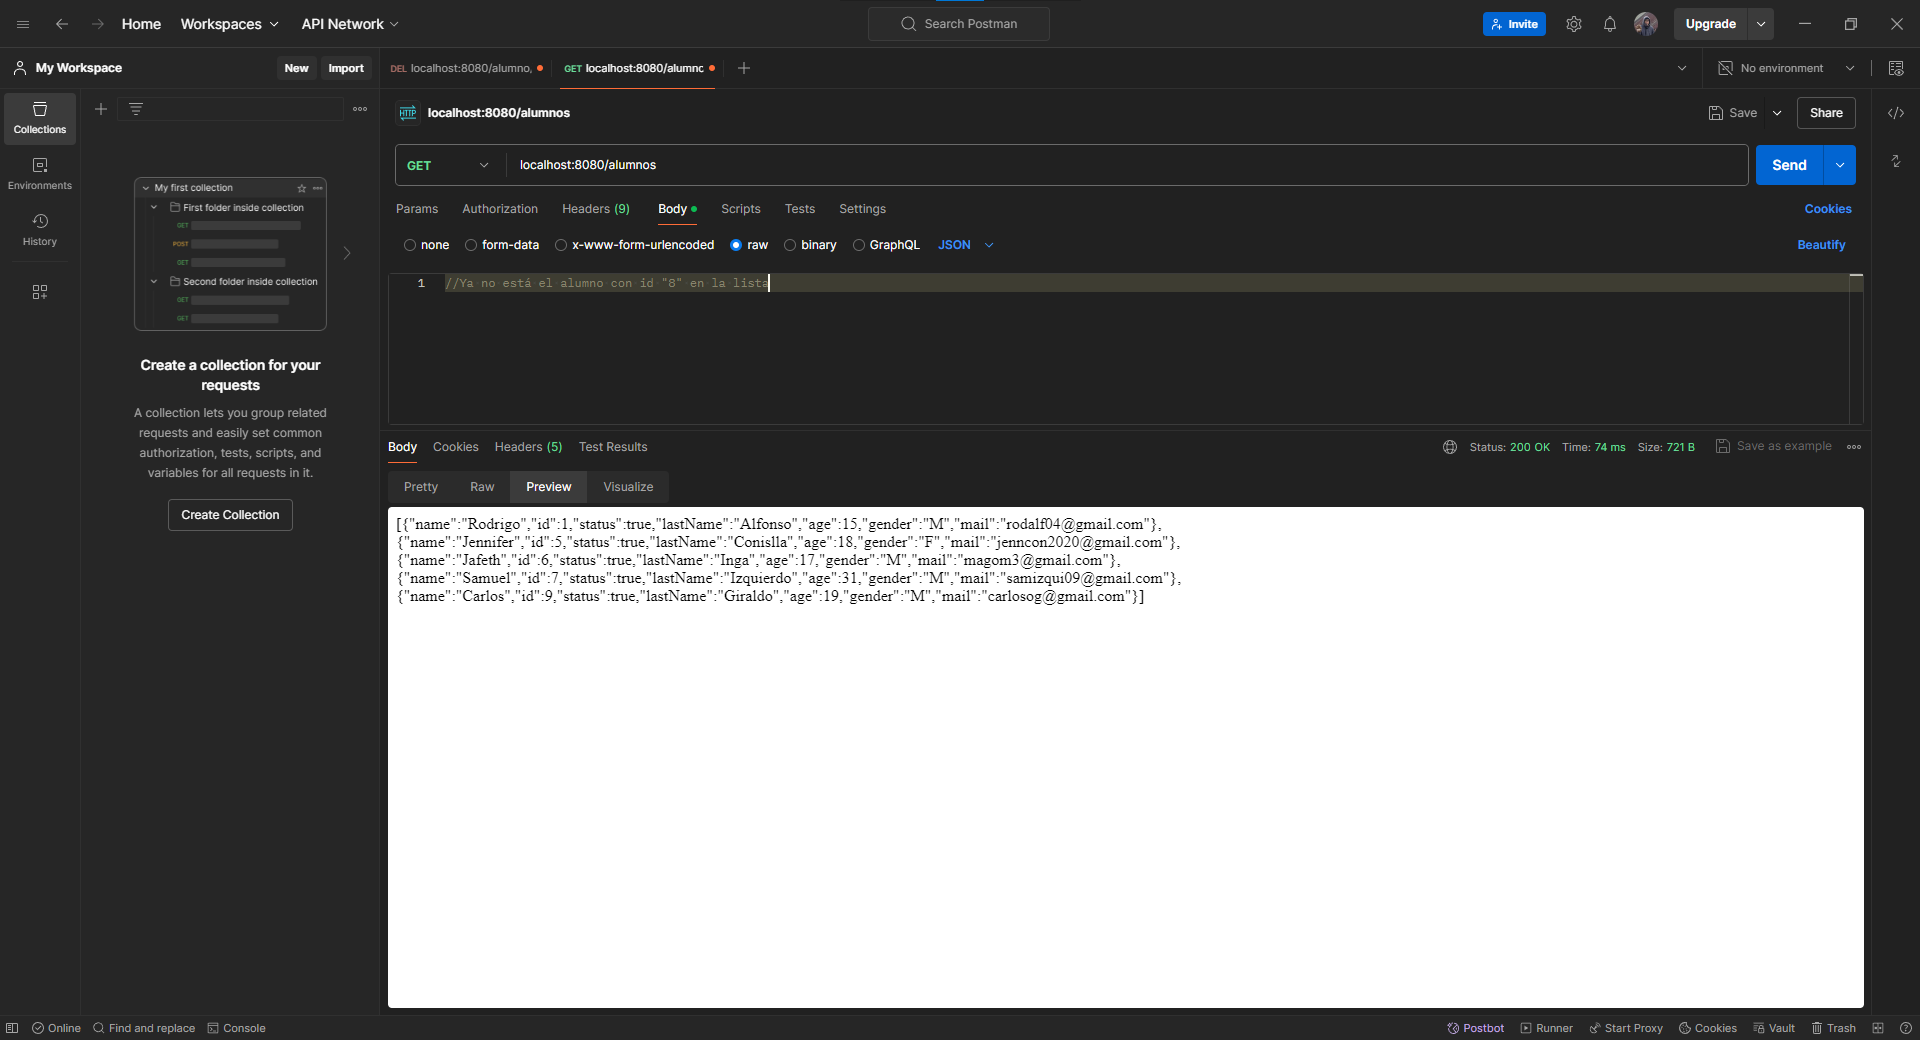 Home Workspaces API Network Search Postman Invite Upgrade
My Workspace New Import DEL localhost:8080/alumno, GET localhost:8080/alumno No environment
Collections
Environments
History
My first collection
First folder inside collection
GET
POST
GET
Second folder inside collection
GET
GET
Create a collection for your
requests
A collection lets you group related
requests and easily set common
authorization, tests, scripts, and
variables for all requests in it.
Create Collection
HTTP localhost:8080/alumnos Save Share
GET localhost:8080/alumnos Send
Params Authorization Headers (9) Body Scripts Tests Settings Cookies
none form-data x-www-form-urlencoded raw binary GraphQL JSON Beautify
1 //Ya no está el alumno con id "8" en la lista
Body Cookies Headers (5) Test Results Status: 200 OK Time: 74 ms Size: 721 B Save as example
Pretty Raw Preview Visualize
[{"name":"Rodrigo","id":1,"status":true,"lastName":"Alfonso","age":15,"gender":"M","mail":"rodalf04@gmail.com"},
{"name":"Jennifer","id":5,"status":true,"lastName":"Conislla","age":18,"gender":"F","mail":"jenncon2020@gmail.com"},
{"name":"Jafeth","id":6,"status":true,"lastName":"Inga","age":17,"gender":"M","mail":"magom3@gmail.com"},
{"name":"Samuel","id":7,"status":true,"lastName":"Izquierdo","age":31,"gender":"M","mail":"samizqui09@gmail.com"},
{"name":"Carlos","id":9,"status":true,"lastName":"Giraldo","age":19,"gender":"M","mail":"carlosog@gmail.com"}]
Online Find and replace Console Postbot Runner Start Proxy Cookies Vault Trash